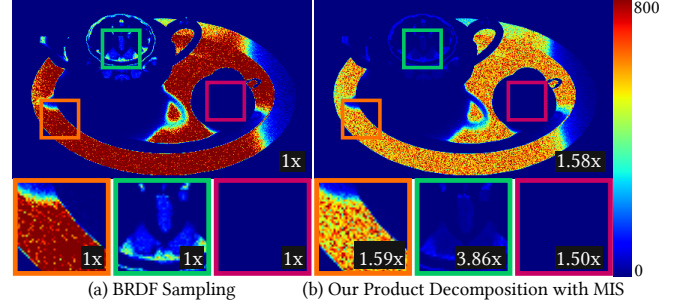 800
1x
1.58x
1x
1x
1x
1.59x
3.86x
1.50x
0
(a) BRDF Sampling
(b) Our Product Decomposition with MIS